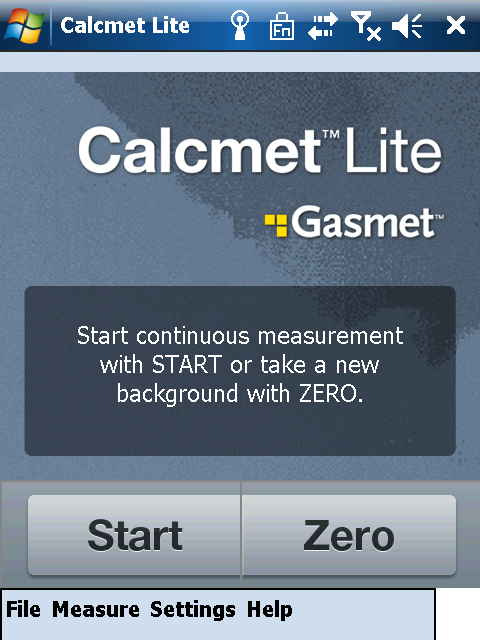 Calcmet Lite Fn
Calcmet™ Lite
Gasmet™
Start continuous measurement
with START or take a new
background with ZERO.
Start Zero
File Measure Settings Help